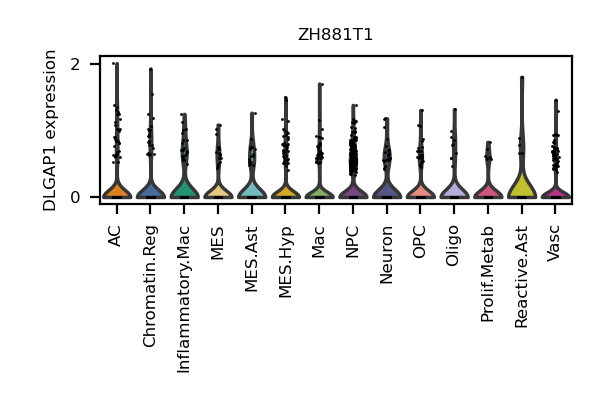 ZH881T1
DLGAP1 expression
2
0
AC
Chromatin.Reg
Inflammatory.Mac
MES
MES.Ast
MES.Hyp
Mac
NPC
Neuron
OPC
Oligo
Prolif.Metab
Reactive.Ast
Vasc